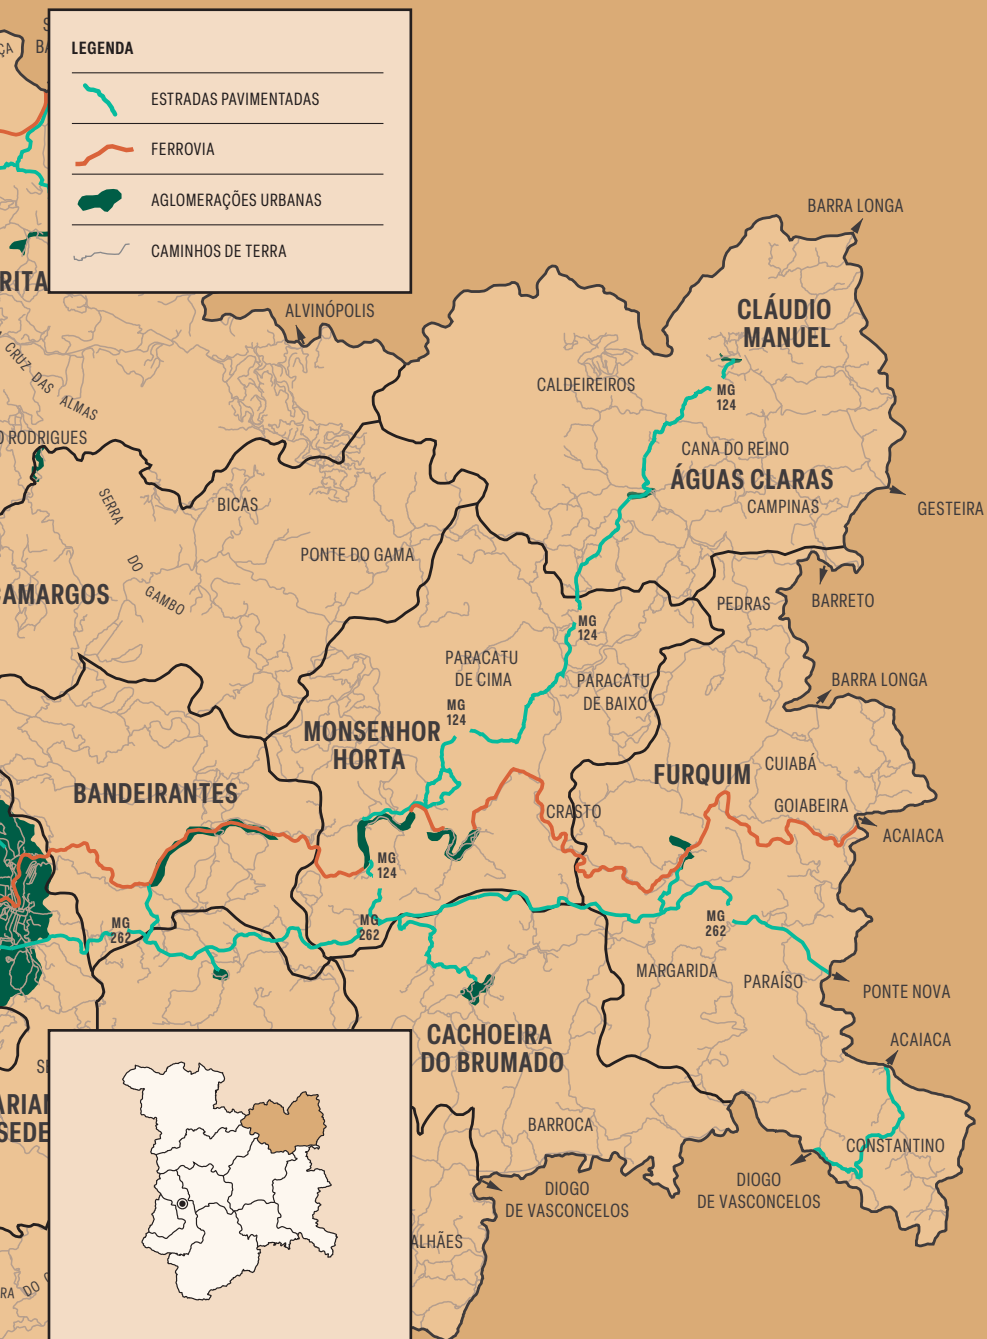 LEGENDA
ESTRADAS PAVIMENTADAS
FERROVIA
AGLOMERAÇÕES URBANAS
CAMINHOS DE TERRA
BARRA LONGA
ALVINÓPOLIS
CLÁUDIO
MANUEL
CRUZ DAS ALMAS
CALDEIREIROS
MG
124
RODRIGUES
CANA DO REINO
ÁGUAS CLARAS
CAMPINAS
BICAS
SERRA
DO
GAMBO
GESTEIRA
PONTE DO GAMA
AMARGOS
PEDRAS
BARRETO
MG
124
PARACATU
DE CIMA
PARACATU
DE BAIXO
BARRA LONGA
MG
124
MONSENHOR
HORTA
FURQUIM
CUIABÁ
BANDEIRANTES
CRASTO
GOIABEIRA
ACAIACA
MG
124
MG
262
MG
262
MG
262
MARGARIDA
PARAÍSO
PONTE NOVA
CACHOEIRA
DO BRUMADO
ACAIACA
SEDE
BARROCA
CONSTANTINO
DIOGO
DE VASCONCELOS
DIOGO
DE VASCONCELOS
ALHÃES
DO